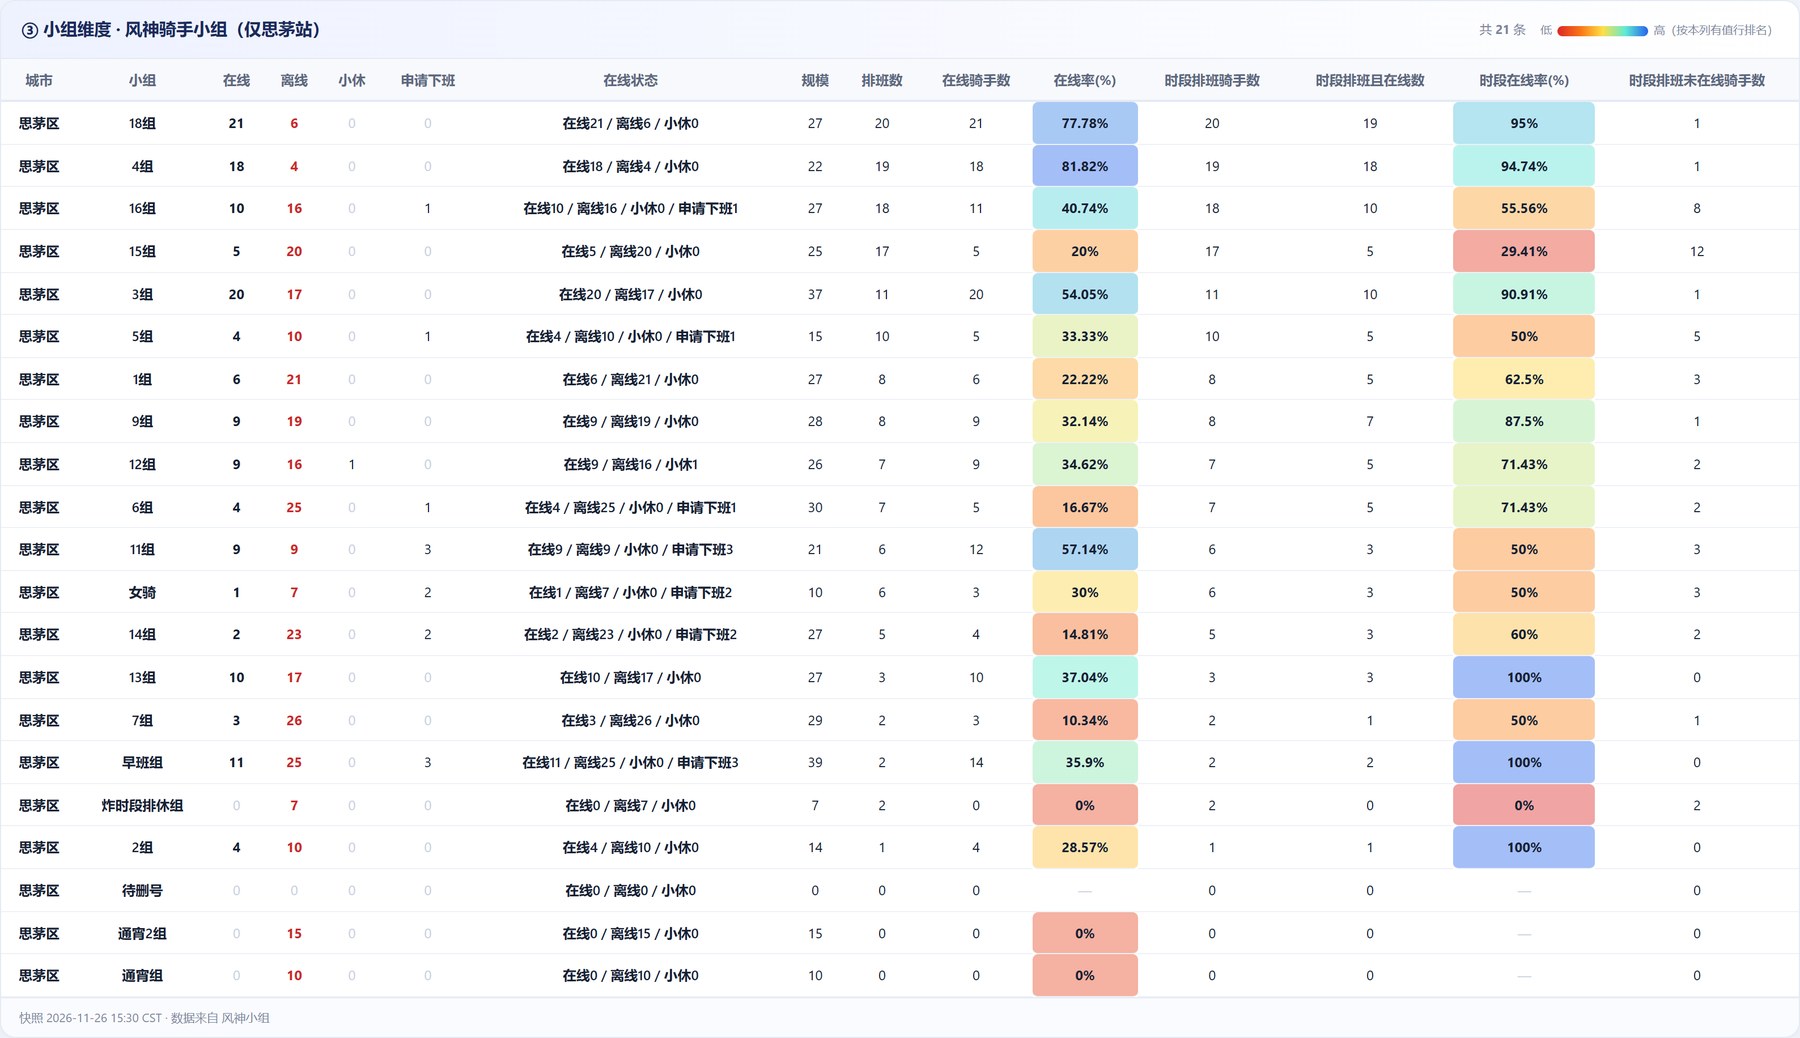 ③ 小组维度 · 风神骑手小组（仅思茅站）
共 21 条 低 高 (按本列有值行排名)
城市 小组 在线 离线 小休 申请下班 在线状态 规模 排班数 在线骑手数 在线率(%) 时段排班骑手数 时段排班且在线数 时段在线率(%) 时段排班未在线骑手数
思茅区 18组 21 6 0 0 在线21 / 离线6 / 小休0 27 20 21 77.78% 20 19 95% 1
思茅区 4组 18 4 0 0 在线18 / 离线4 / 小休0 22 19 18 81.82% 19 18 94.74% 1
思茅区 16组 10 16 0 1 在线10 / 离线16 / 小休0 / 申请下班1 27 18 11 40.74% 18 10 55.56% 8
思茅区 15组 5 20 0 0 在线5 / 离线20 / 小休0 25 17 5 20% 17 5 29.41% 12
思茅区 3组 20 17 0 0 在线20 / 离线17 / 小休0 37 11 20 54.05% 11 10 90.91% 1
思茅区 5组 4 10 0 1 在线4 / 离线10 / 小休0 / 申请下班1 15 10 5 33.33% 10 5 50% 5
思茅区 1组 6 21 0 0 在线6 / 离线21 / 小休0 27 8 6 22.22% 8 5 62.5% 3
思茅区 9组 9 19 0 0 在线9 / 离线19 / 小休0 28 8 9 32.14% 8 7 87.5% 1
思茅区 12组 9 16 1 0 在线9 / 离线16 / 小休1 26 7 9 34.62% 7 5 71.43% 2
思茅区 6组 4 25 0 1 在线4 / 离线25 / 小休0 / 申请下班1 30 7 5 16.67% 7 5 71.43% 2
思茅区 11组 9 9 0 3 在线9 / 离线9 / 小休0 / 申请下班3 21 6 12 57.14% 6 3 50% 3
思茅区 女骑 1 7 0 2 在线1 / 离线7 / 小休0 / 申请下班2 10 6 3 30% 6 3 50% 3
思茅区 14组 2 23 0 2 在线2 / 离线23 / 小休0 / 申请下班2 27 5 4 14.81% 5 3 60% 2
思茅区 13组 10 17 0 0 在线10 / 离线17 / 小休0 27 3 10 37.04% 3 3 100% 0
思茅区 7组 3 26 0 0 在线3 / 离线26 / 小休0 29 2 3 10.34% 2 1 50% 1
思茅区 早班组 11 25 0 3 在线11 / 离线25 / 小休0 / 申请下班3 39 2 14 35.9% 2 2 100% 0
思茅区 炸时段排休组 0 7 0 0 在线0 / 离线7 / 小休0 7 2 0 0% 2 0 0% 2
思茅区 2组 4 10 0 0 在线4 / 离线10 / 小休0 14 1 4 28.57% 1 1 100% 0
思茅区 待删号 0 0 0 0 在线0 / 离线0 / 小休0 0 0 0 — 0 0 — 0
思茅区 通宵2组 0 15 0 0 在线0 / 离线15 / 小休0 15 0 0 0% 0 0 — 0
思茅区 通宵组 0 10 0 0 在线0 / 离线10 / 小休0 10 0 0 0% 0 0 — 0
快照 2026-11-26 15:30 CST · 数据来自 风神小组